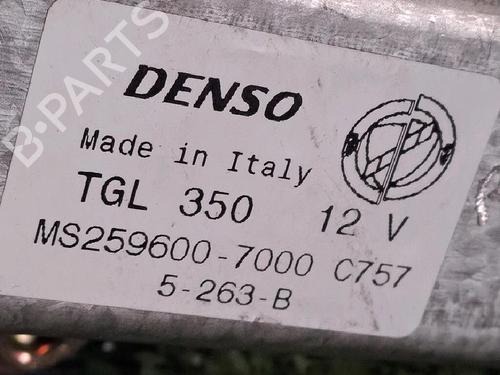 B-PARTS
DENSO
Made in Italy
TGL 350 12 V
MS259600-7000 C757
5-263-B